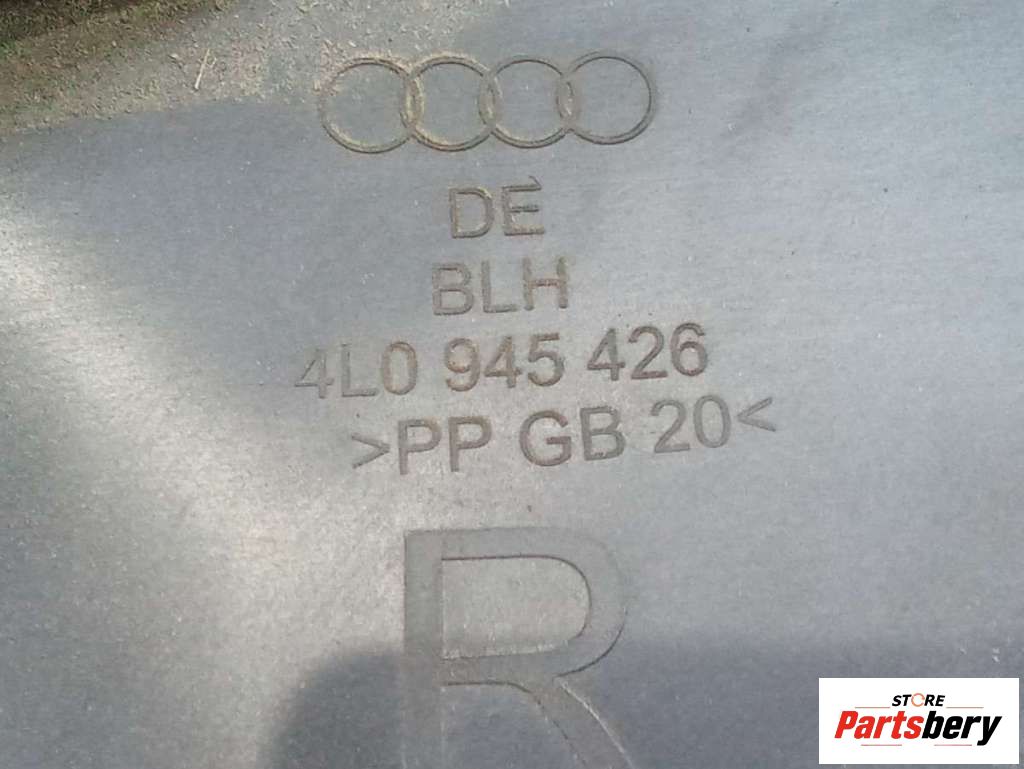 DE
BLH
4L0 945 426
>PP GB 20<
R
STORE
Partsbery